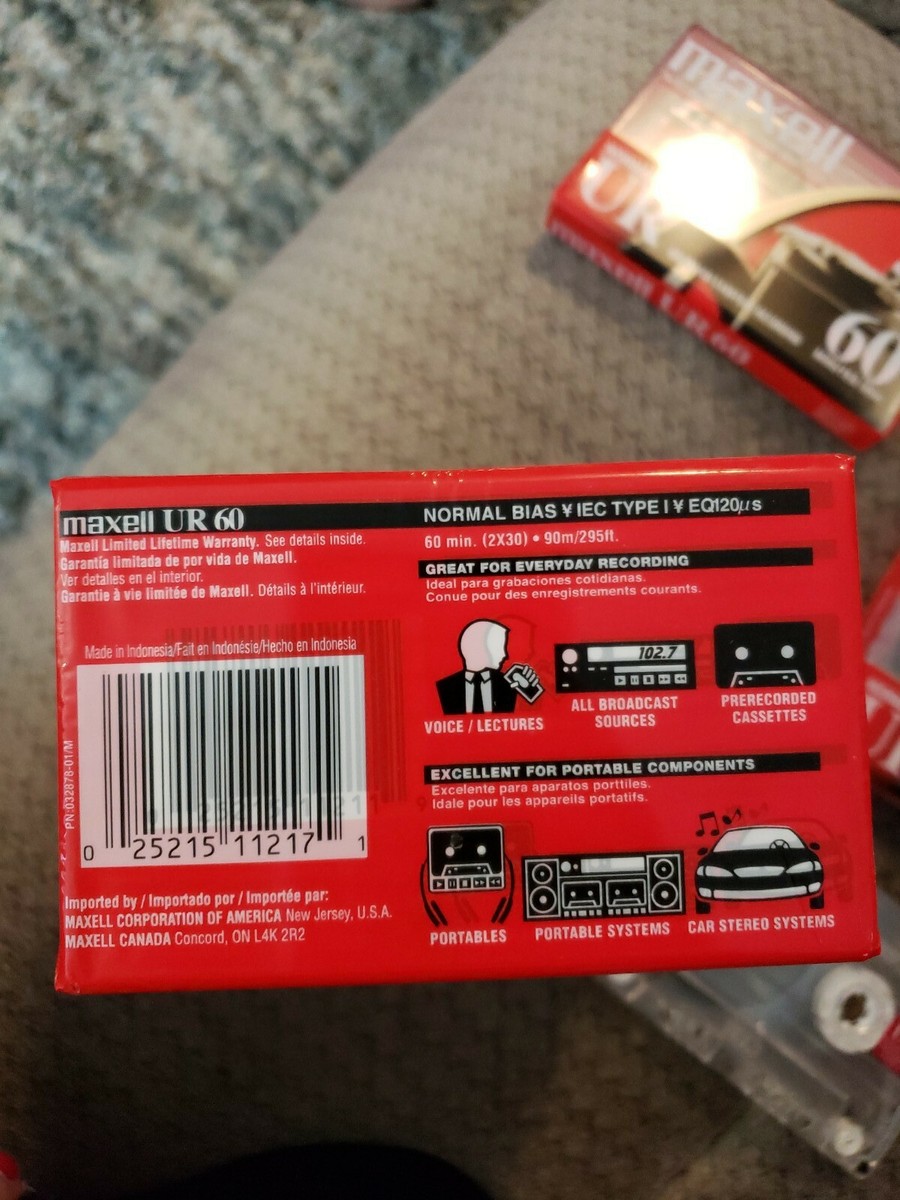 maxell
UR
60
maxell UR 60
maxell UR 60
Maxell Limited Lifetime Warranty. See details inside.
Garantía limitada de por vida de Maxell.
Ver detalles en el interior.
Garantie à vie limitée de Maxell. Détails à l'intérieur.
Made in Indonesia/Fait en Indonésie/Hecho en Indonesia
PN:032878-01/M
0 25215 11217 1
Imported by / Importado por / Importée par:
MAXELL CORPORATION OF AMERICA New Jersey, U.S.A.
MAXELL CANADA Concord, ON L4K 2R2
NORMAL BIAS ¥ IEC TYPE I ¥ EQ120µs
60 min. (2X30) • 90m/295ft.
GREAT FOR EVERYDAY RECORDING
Ideal para grabaciones cotidianas.
Conue pour des enregistrements courants.
102.7
VOICE / LECTURES
ALL BROADCAST
SOURCES
PRERECORDED
CASSETTES
EXCELLENT FOR PORTABLE COMPONENTS
Excelente para aparatos porttiles.
Idale pour les appareils portatifs.
PORTABLES
PORTABLE SYSTEMS
CAR STEREO SYSTEMS